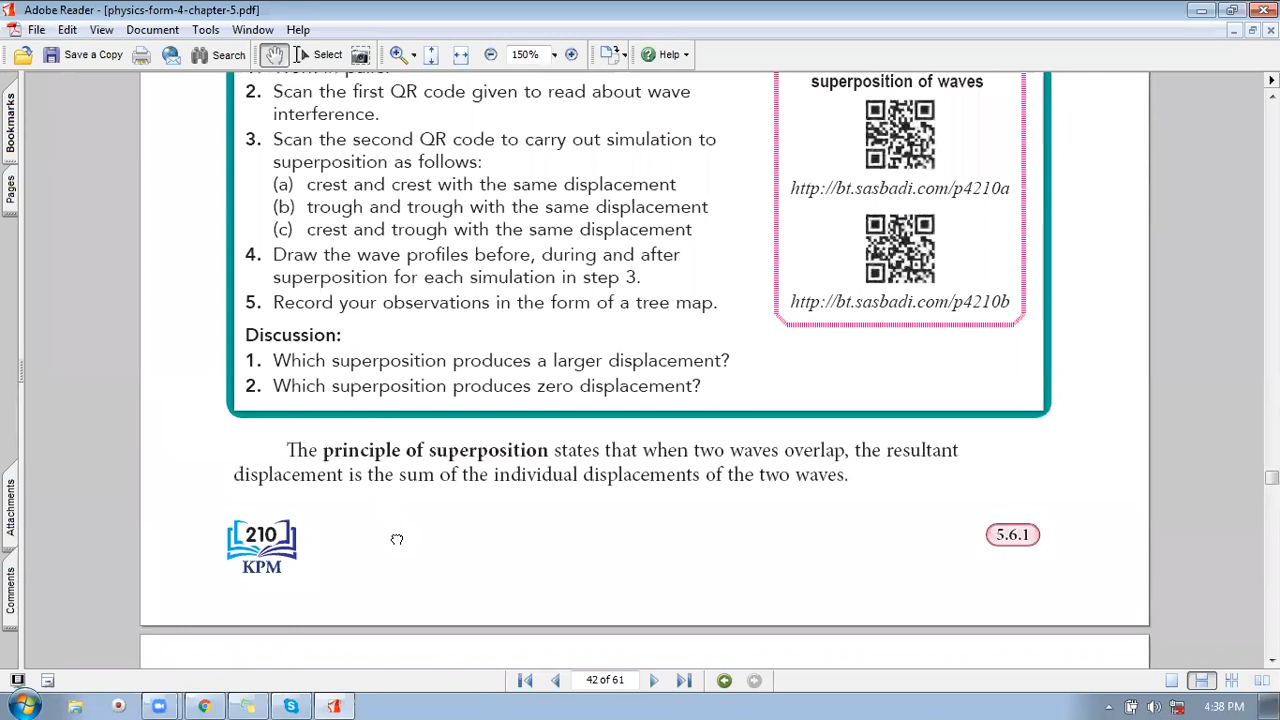 Adobe Reader - [physics-form-4-chapter-5.pdf]
File Edit View Document Tools Window Help
Save a Copy Search Select 150% Help
superposition of waves
2. Scan the first QR code given to read about wave
interference.
3. Scan the second QR code to carry out simulation to
superposition as follows:
(a) crest and crest with the same displacement
http://bt.sasbadi.com/p4210a
(b) trough and trough with the same displacement
(c) crest and trough with the same displacement
4. Draw the wave profiles before, during and after
superposition for each simulation in step 3.
5. Record your observations in the form of a tree map.
http://bt.sasbadi.com/p4210b
Discussion:
1. Which superposition produces a larger displacement?
2. Which superposition produces zero displacement?
The principle of superposition states that when two waves overlap, the resultant
displacement is the sum of the individual displacements of the two waves.
210
KPM
5.6.1
Bookmarks
Pages
Attachments
Comments
42 of 61
4:38 PM